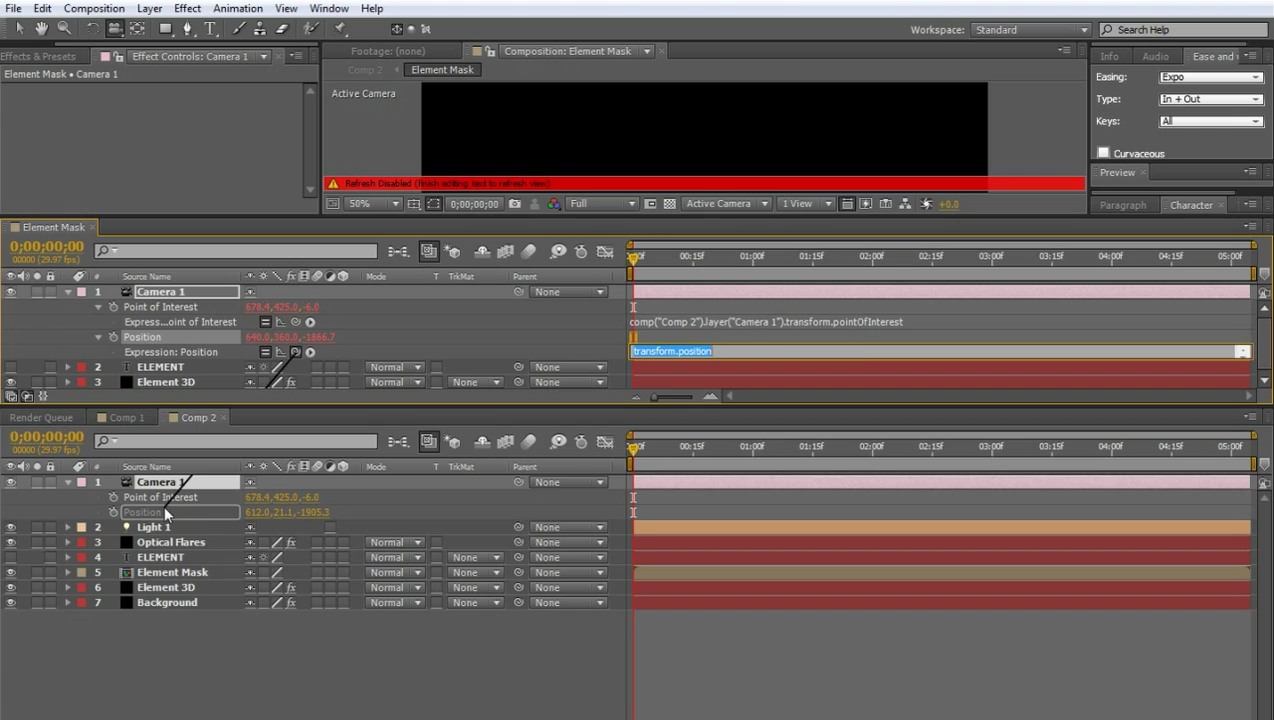 File Edit Composition Layer Effect Animation View Window Help
Workspace: Standard Search Help
Effects & Presets Effect Controls: Camera 1
Element Mask • Camera 1
Footage: (none) Composition: Element Mask
Comp 2 Element Mask
Active Camera
Info Audio Ease and
Easing: Expo
Type: In + Out
Keys: All
Curvaceous
Preview
Refresh Disabled (finish editing text to refresh view)
50% 0;00;00;00 Full Active Camera 1 View +0.0
Paragraph Character
Element Mask
0;00;00;00
00000 (29.97 fps)
00:15f 01:00f 01:15f 02:00f 02:15f 03:00f 03:15f 04:00f 04:15f 05:00f
# Source Name Mode T TrkMat Parent
1 Camera 1 None
Point of Interest 678.4,425.0,-6.0
Express...oint of Interest comp("Comp 2").layer("Camera 1").transform.pointOfInterest
Position 640.0,360.0,-1866.7
Expression: Position transform.position
2 T ELEMENT Normal None
3 Element 3D Normal None None
Render Queue Comp 1 Comp 2
0;00;00;00
00000 (29.97 fps)
00:15f 01:00f 01:15f 02:00f 02:15f 03:00f 03:15f 04:00f 04:15f 05:00f
# Source Name Mode T TrkMat Parent
1 Camera 1 None
Point of Interest 678.4,425.0,-6.0
Position 612.0,21.1,-1905.3
2 Light 1 None
3 Optical Flares Normal None
4 T ELEMENT Normal None None
5 Element Mask Normal None None
6 Element 3D Normal None None
7 Background Normal None None